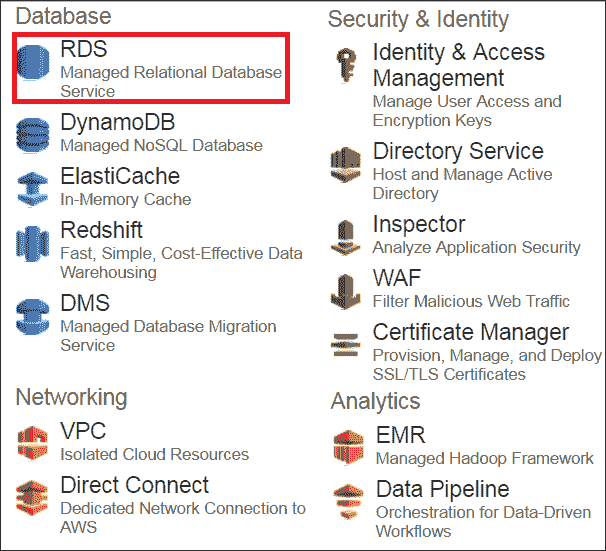 Database
RDS
Managed Relational Database
Service
DynamoDB
Managed NoSQL Database
ElastiCache
In-Memory Cache
Redshift
Fast, Simple, Cost-Effective Data
Warehousing
DMS
Managed Database Migration
Service
Networking
VPC
Isolated Cloud Resources
Direct Connect
Dedicated Network Connection to
AWS
Security & Identity
Identity & Access
Management
Manage User Access and
Encryption Keys
Directory Service
Host and Manage Active
Directory
Inspector
Analyze Application Security
WAF
Filter Malicious Web Traffic
Certificate Manager
Provision, Manage, and Deploy
SSL/TLS Certificates
Analytics
EMR
Managed Hadoop Framework
Data Pipeline
Orchestration for Data-Driven
Workflows